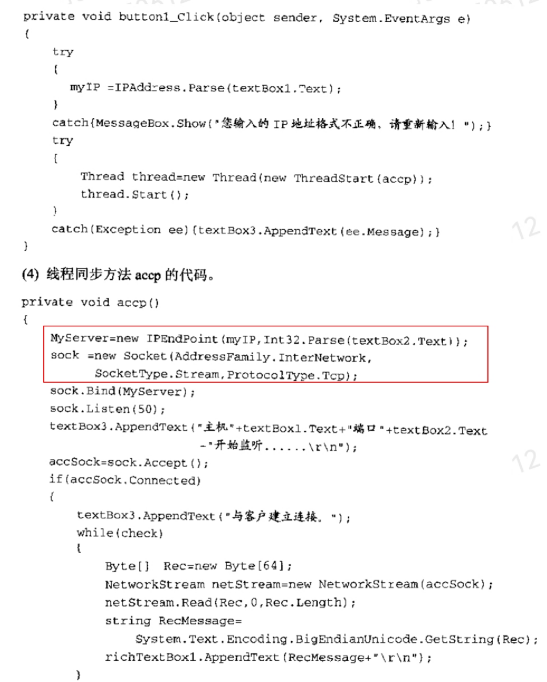 private void button1_Click(object sender, System.EventArgs e)
{
try
{
myIP =IPAddress.Parse(textBox1.Text);
}
catch{MessageBox.Show("您输入的 IP 地址格式不正确，请重新输入！");}
try
{
Thread thread=new Thread(new ThreadStart(accp));
thread.Start();
}
catch(Exception ee){textBox3.AppendText(ee.Message);}
}
(4) 线程同步方法 accp 的代码。
private void accp()
{
MyServer=new IPEndPoint(myIP,Int32.Parse(textBox2.Text));
sock =new Socket(AddressFamily.InterNetwork,
SocketType.Stream,ProtocolType.Tcp);
sock.Bind(MyServer);
sock.Listen(50);
textBox3.AppendText("主机"+textBox1.Text+"端口"+textBox2.Text
+"开始监听......\r\n");
accSock=sock.Accept();
if(accSock.Connected)
{
textBox3.AppendText("与客户建立连接。");
while(check)
{
Byte[] Rec=new Byte[64];
NetworkStream netStream=new NetworkStream(accSock);
netStream.Read(Rec,0,Rec.Length);
string RecMessage=
System.Text.Encoding.BigEndianUnicode.GetString(Rec);
richTextBox1.AppendText(RecMessage+"\r\n");
}
12
12